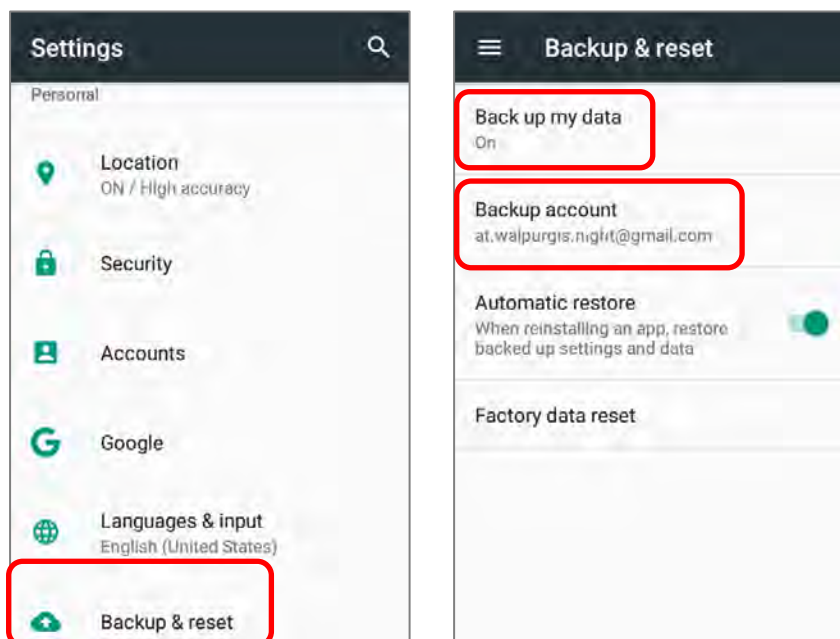 Settings
Personal
Location
ON / High accuracy
Security
Accounts
Google
Languages & input
English (United States)
Backup & reset
Backup & reset
Back up my data
On
Backup account
at.walpurgis.night@gmail.com
Automatic restore
When reinstalling an app, restore
backed up settings and data
Factory data reset